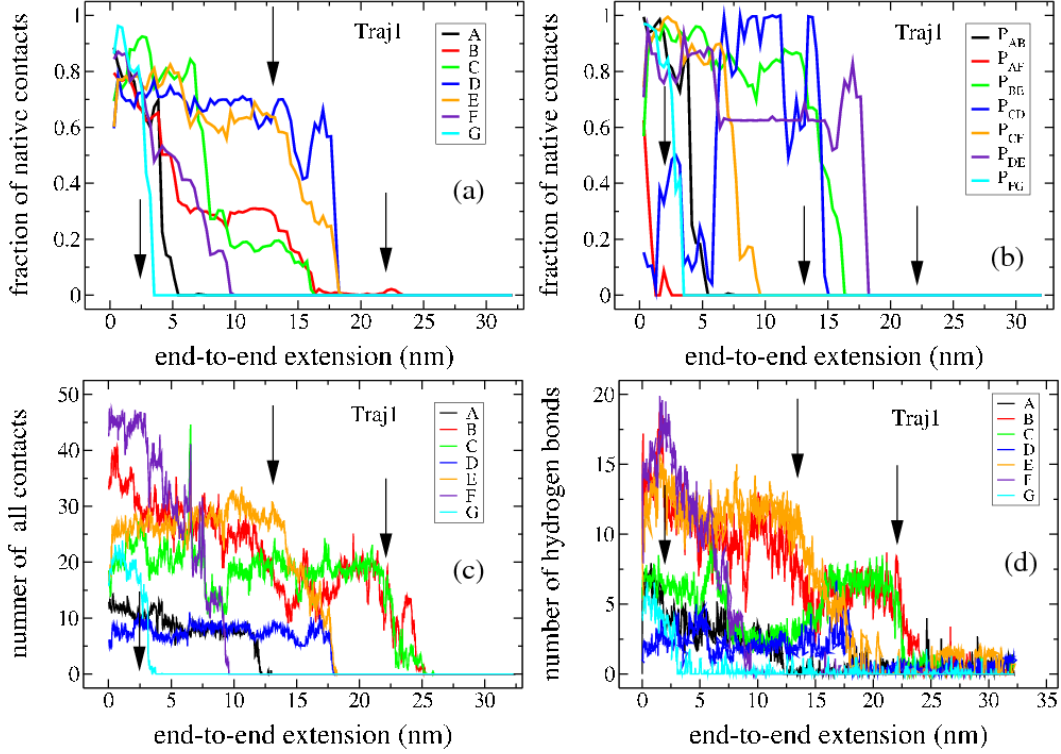 Traj1
A
B
C
D
E
F
G
(a)
fraction of native contacts
0
0.2
0.4
0.6
0.8
1
0 5 10 15 20 25 30
end-to-end extension (nm)
Traj1
P_AB
P_AF
P_BE
P_CD
P_CF
P_DE
P_FG
(b)
fraction of native contacts
0
0.2
0.4
0.6
0.8
1
0 5 10 15 20 25 30
end-to-end extension (nm)
Traj1
A
B
C
D
E
F
G
(c)
nummer of all contacts
0
10
20
30
40
50
0 5 10 15 20 25 30
end-to-end extension (nm)
Traj1
A
B
C
D
E
F
G
(d)
number of hydrogen bonds
0
5
10
15
20
0 5 10 15 20 25 30 35
end-to-end extension (nm)